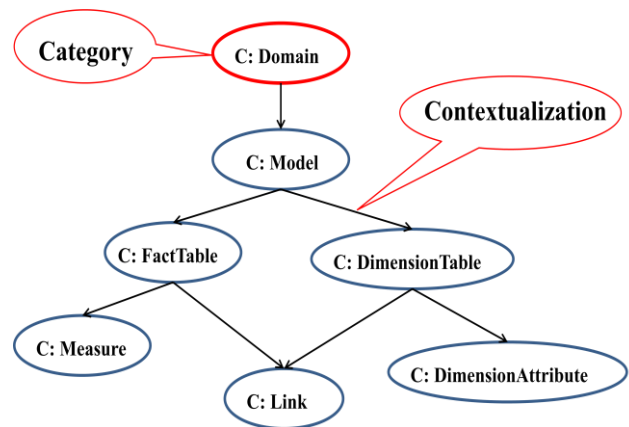 Category
C: Domain
Contextualization
C: Model
C: FactTable
C: DimensionTable
C: Measure
C: DimensionAttribute
C: Link